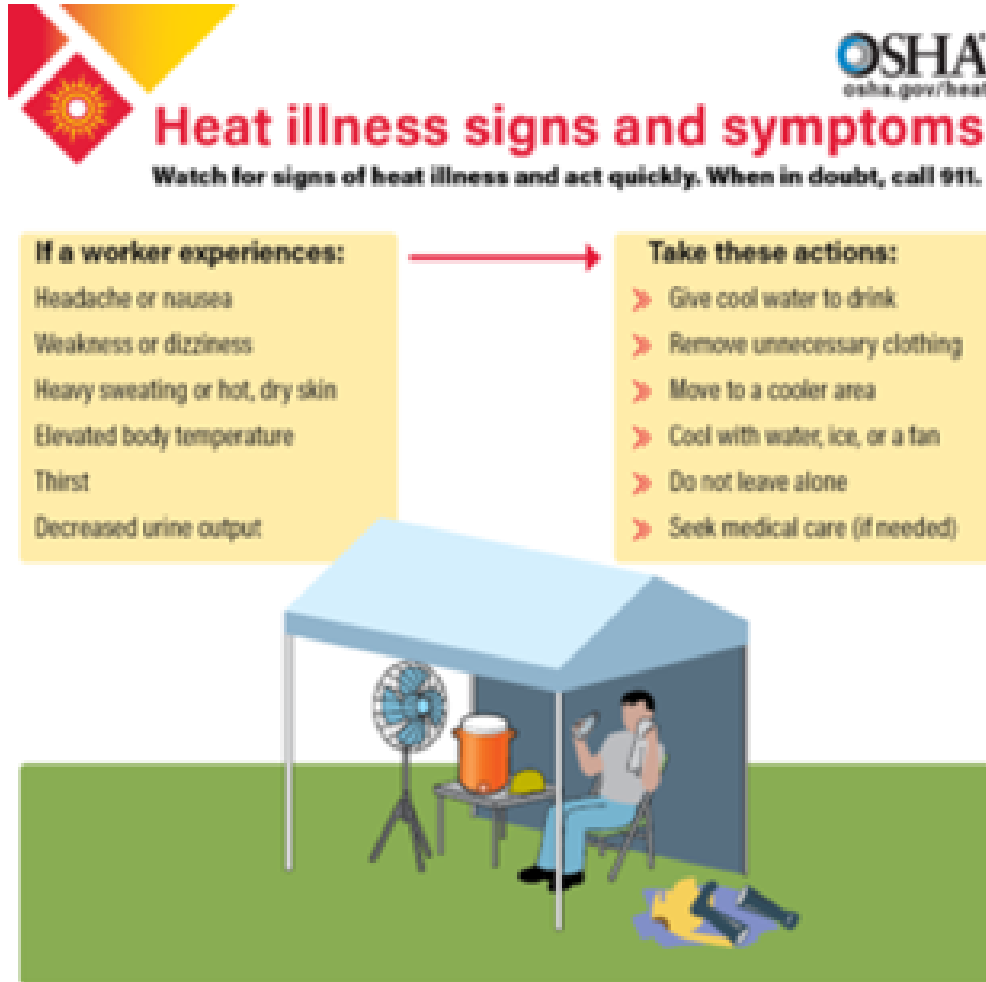 OSHA
osha.gov/heat
Heat illness signs and symptoms
Watch for signs of heat illness and act quickly. When in doubt, call 911.
If a worker experiences:
Headache or nausea
Weakness or dizziness
Heavy sweating or hot, dry skin
Elevated body temperature
Thirst
Decreased urine output
Take these actions:
Give cool water to drink
Remove unnecessary clothing
Move to a cooler area
Cool with water, ice, or a fan
Do not leave alone
Seek medical care (if needed)